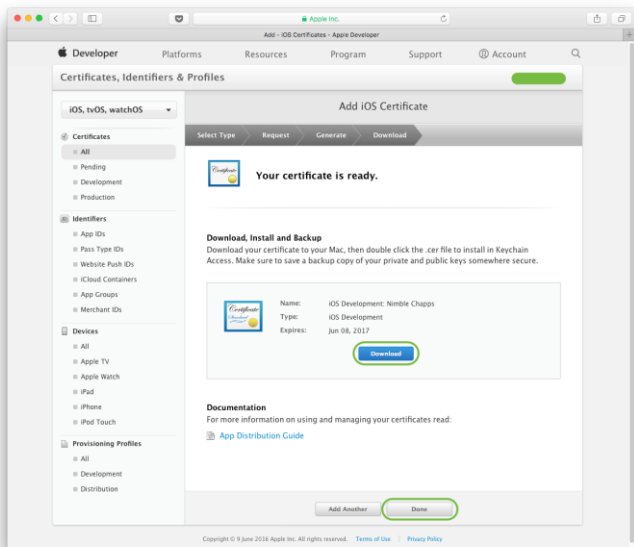 Apple Inc.
Add - iOS Certificates - Apple Developer
Developer
Platforms
Resources
Program
Support
Account
Certificates, Identifiers & Profiles
iOS, tvOS, watchOS
Add iOS Certificate
Select Type
Request
Generate
Download
Certificates
All
Pending
Development
Production
Identifiers
App IDs
Pass Type IDs
Website Push IDs
iCloud Containers
App Groups
Merchant IDs
Devices
All
Apple TV
Apple Watch
iPad
iPhone
iPod Touch
Provisioning Profiles
All
Development
Distribution
Certificate
Your certificate is ready.
Download, Install and Backup
Download your certificate to your Mac, then double click the .cer file to install in Keychain
Access. Make sure to save a backup copy of your private and public keys somewhere secure.
Certificate
Name: iOS Development: Nimble Chapps
Type: iOS Development
Expires: Jun 08, 2017
Download
Documentation
For more information on using and managing your certificates read:
App Distribution Guide
Add Another
Done
Copyright © 9 June 2016 Apple Inc. All rights reserved. Terms of Use | Privacy Policy